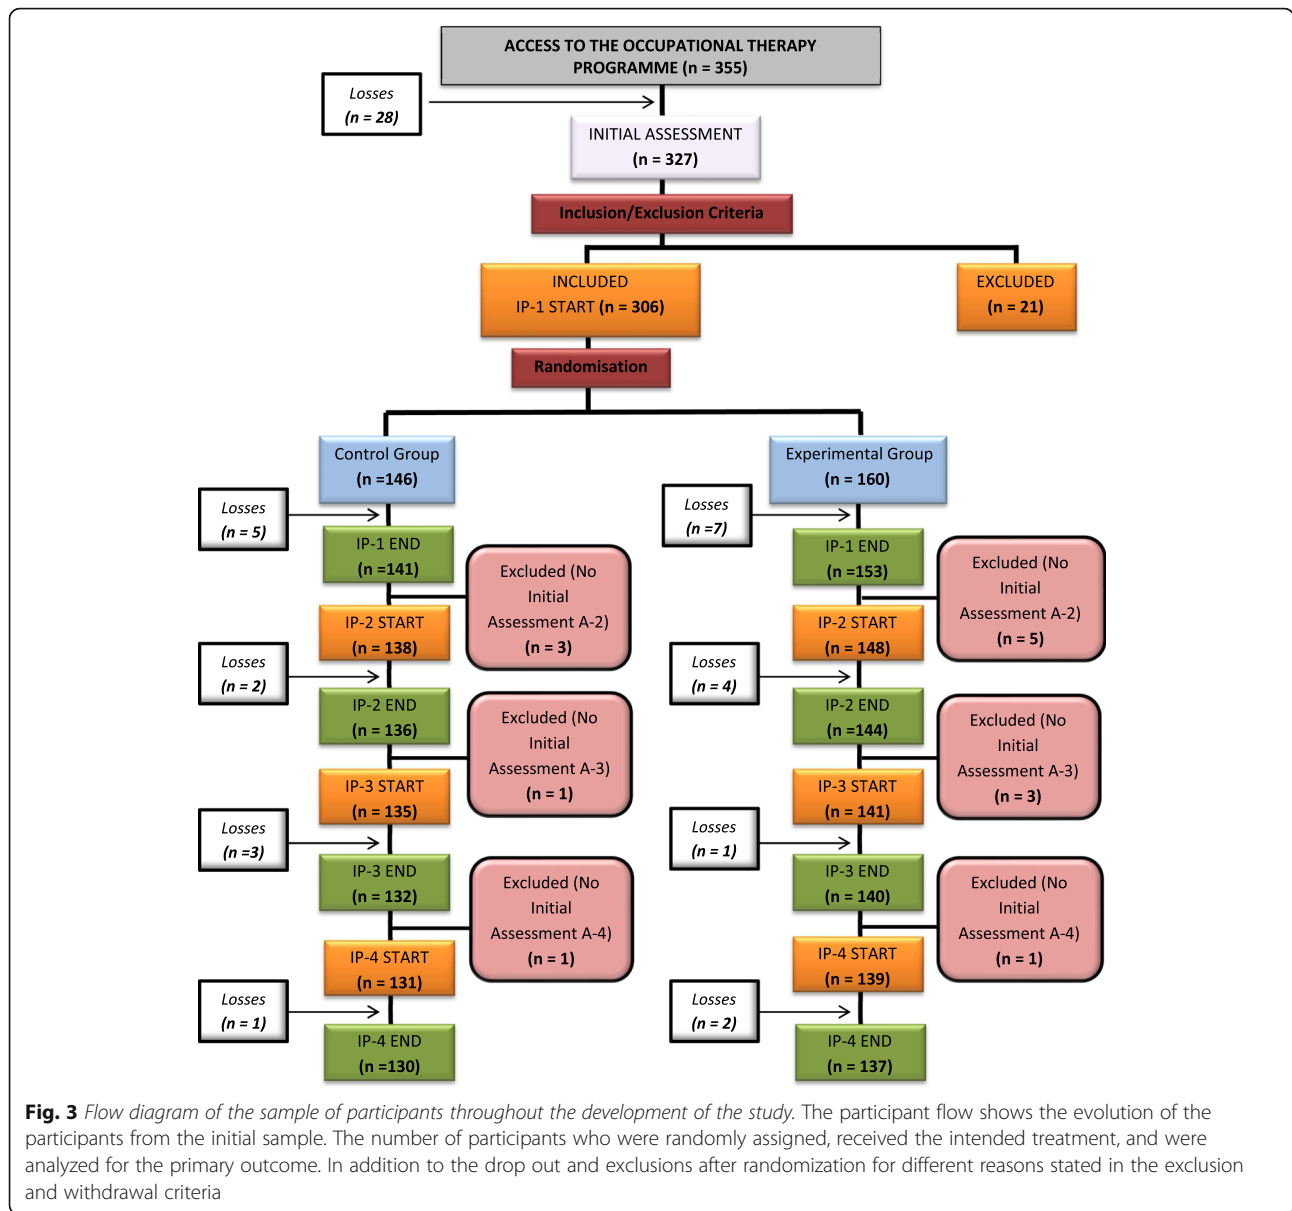 ACCESS TO THE OCCUPATIONAL THERAPY
PROGRAMME (n = 355)
Losses
(n = 28)
INITIAL ASSESSMENT
(n = 327)
Inclusion/Exclusion Criteria
INCLUDED
IP-1 START (n = 306)
EXCLUDED
(n = 21)
Randomisation
Control Group
(n =146)
Losses
(n = 5)
IP-1 END
(n =141)
Excluded (No
Initial
Assessment A-2)
(n = 3)
IP-2 START
(n = 138)
Losses
(n = 2)
IP-2 END
(n = 136)
Excluded (No
Initial
Assessment A-3)
(n = 1)
IP-3 START
(n = 135)
Losses
(n =3)
IP-3 END
(n = 132)
Excluded (No
Initial
Assessment A-4)
(n = 1)
IP-4 START
(n = 131)
Losses
(n = 1)
IP-4 END
(n =130)
Experimental Group
(n = 160)
Losses
(n =7)
IP-1 END
(n =153)
Excluded (No
Initial
Assessment A-2)
(n = 5)
IP-2 START
(n = 148)
Losses
(n = 4)
IP-2 END
(n =144)
Excluded (No
Initial
Assessment A-3)
(n = 3)
IP-3 START
(n = 141)
Losses
(n = 1)
IP-3 END
(n = 140)
Excluded (No
Initial
Assessment A-4)
(n = 1)
IP-4 START
(n = 139)
Losses
(n = 2)
IP-4 END
(n = 137)
Fig. 3 Flow diagram of the sample of participants throughout the development of the study. The participant flow shows the evolution of the
participants from the initial sample. The number of participants who were randomly assigned, received the intended treatment, and were
analyzed for the primary outcome. In addition to the drop out and exclusions after randomization for different reasons stated in the exclusion
and withdrawal criteria